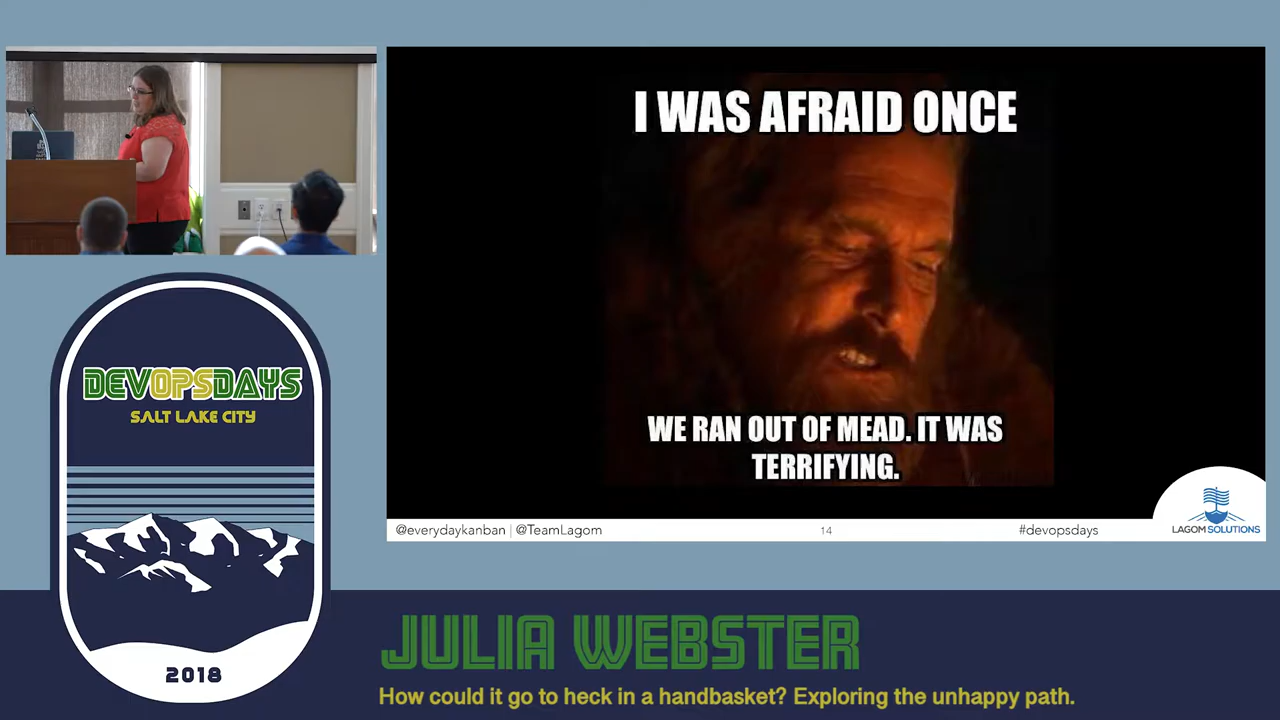 I WAS AFRAID ONCE
WE RAN OUT OF MEAD. IT WAS
TERRIFYING.
@everydaykanban | @TeamLagom
14
#devopsdays
LAGOM SOLUTIONS
DEVOPSDAYS
SALT LAKE CITY
2018
JULIA WEBSTER
How could it go to heck in a handbasket? Exploring the unhappy path.